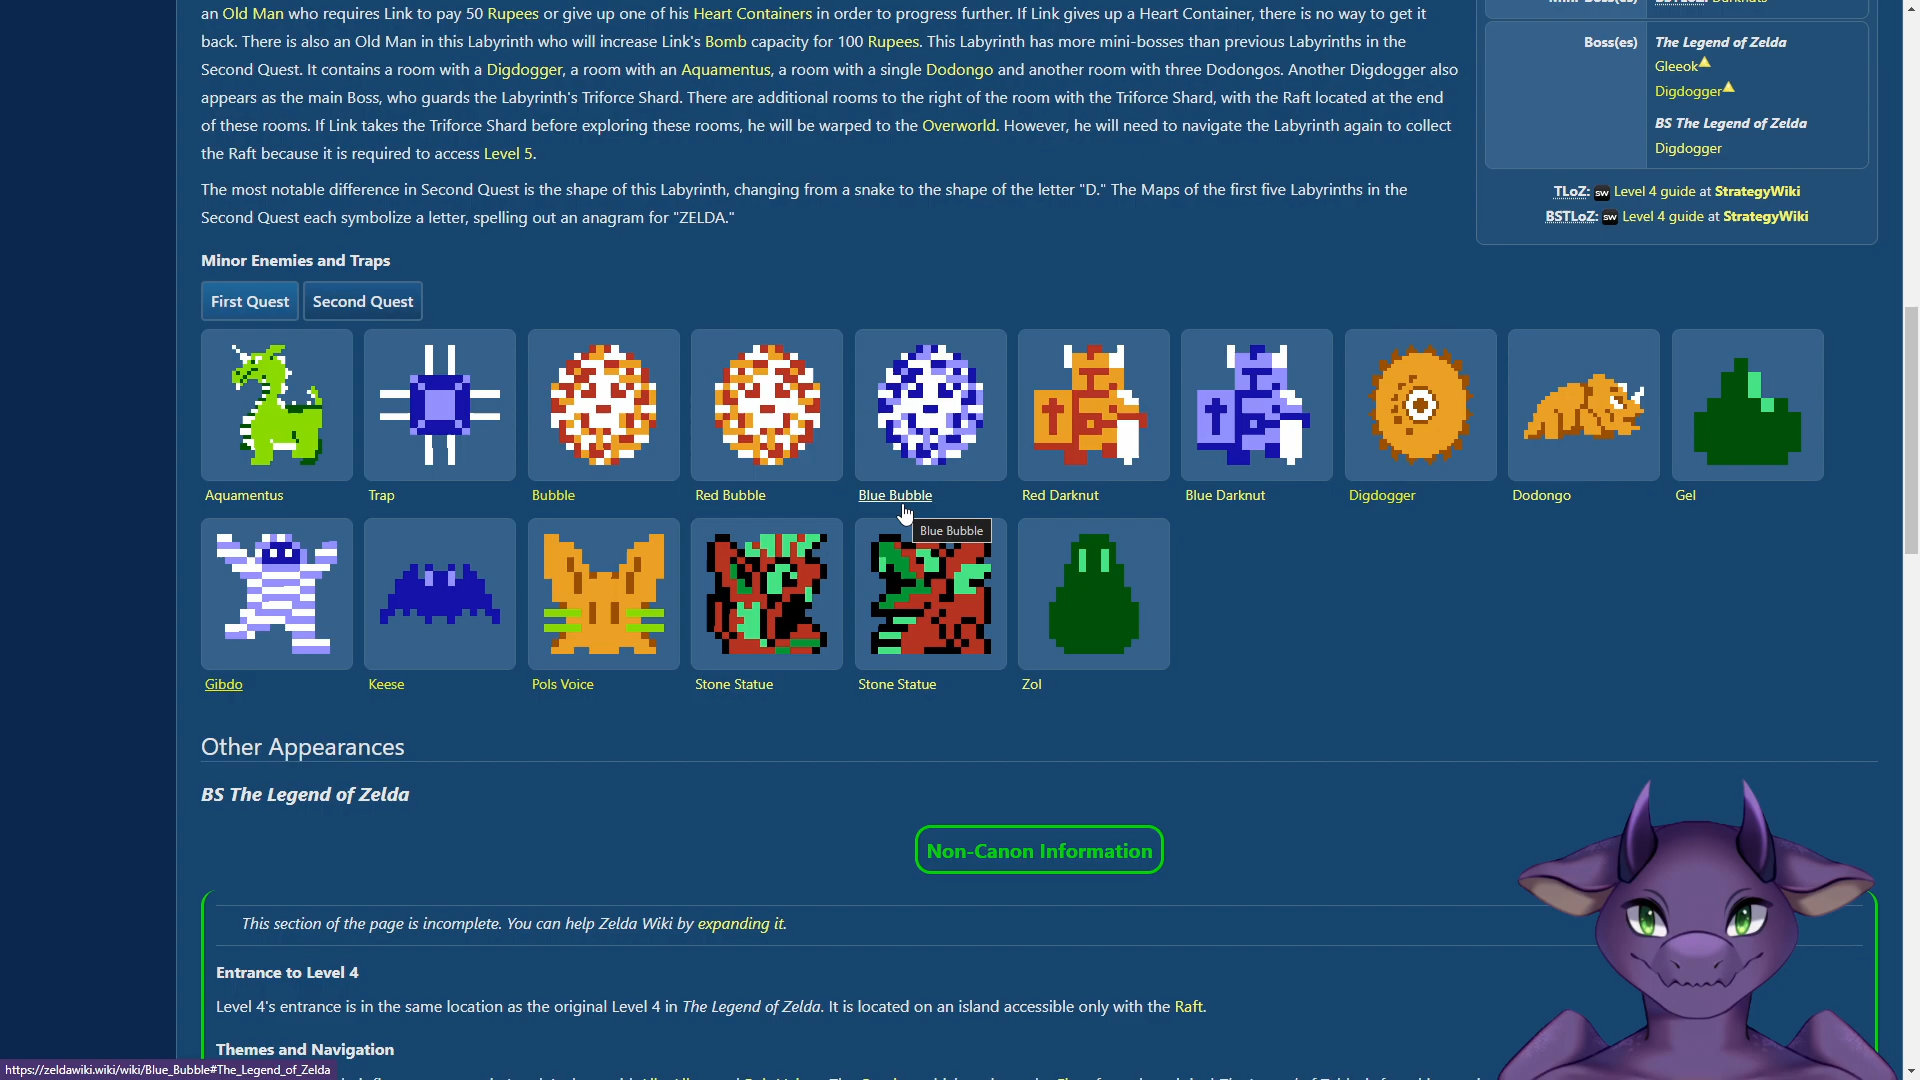 an Old Man who requires Link to pay 50 Rupees or give up one of his Heart Containers in order to progress further. If Link gives up a Heart Container, there is no way to get it
back. There is also an Old Man in this Labyrinth who will increase Link's Bomb capacity for 100 Rupees. This Labyrinth has more mini-bosses than previous Labyrinths in the
Second Quest. It contains a room with a Digdogger, a room with an Aquamentus, a room with a single Dodongo and another room with three Dodongos. Another Digdogger also
appears as the main Boss, who guards the Labyrinth's Triforce Shard. There are additional rooms to the right of the room with the Triforce Shard, with the Raft located at the end
of these rooms. If Link takes the Triforce Shard before exploring these rooms, he will be warped to the Overworld. However, he will need to navigate the Labyrinth again to collect
the Raft because it is required to access Level 5.
The most notable difference in Second Quest is the shape of this Labyrinth, changing from a snake to the shape of the letter "D." The Maps of the first five Labyrinths in the
Second Quest each symbolize a letter, spelling out an anagram for "ZELDA."
Boss(es)
The Legend of Zelda
Gleeok
Digdogger
BS The Legend of Zelda
Digdogger
TLoZ: SW Level 4 guide at StrategyWiki
BSTLoZ: SW Level 4 guide at StrategyWiki
Minor Enemies and Traps
First Quest Second Quest
Aquamentus Trap Bubble Red Bubble Blue Bubble Red Darknut Blue Darknut Digdogger Dodongo Gel
Blue Bubble
Gibdo Keese Pols Voice Stone Statue Stone Statue Zol
Other Appearances
BS The Legend of Zelda
Non-Canon Information
This section of the page is incomplete. You can help Zelda Wiki by expanding it.
Entrance to Level 4
Level 4's entrance is in the same location as the original Level 4 in The Legend of Zelda. It is located on an island accessible only with the Raft.
Themes and Navigation
https://zeldawiki.wiki/wiki/Blue_Bubble#The_Legend_of_Zelda